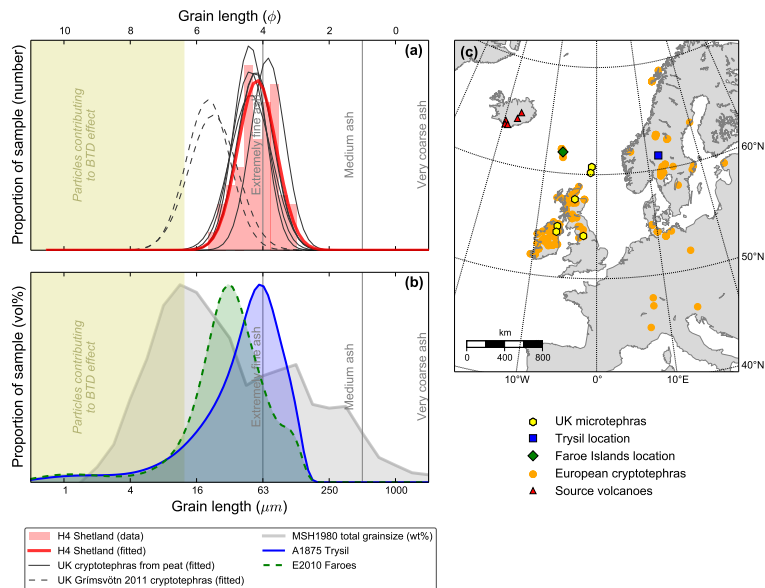 Grain length (ϕ)
10 8 6 4 2 0
(a)
Proportion of sample (number)
Particles contributing
to BTD effect
Extremely fine ash
Medium ash
Very coarse ash
(b)
Proportion of sample (vol%)
Particles contributing
to BTD effect
Extremely fine ash
Medium ash
Very coarse ash
1 4 16 63 250 1000
Grain length (μm)
H4 Shetland (data)
H4 Shetland (fitted)
UK cryptotephras from peat (fitted)
UK Grímsvötn 2011 cryptotephras (fitted)
MSH1980 total grainsize (wt%)
A1875 Trysil
E2010 Faroes
(c)
60°N
50°N
40°N
km
0 400 800
10°W 0° 10°E
UK microtephras
Trysil location
Faroe Islands location
European cryptotephras
Source volcanoes